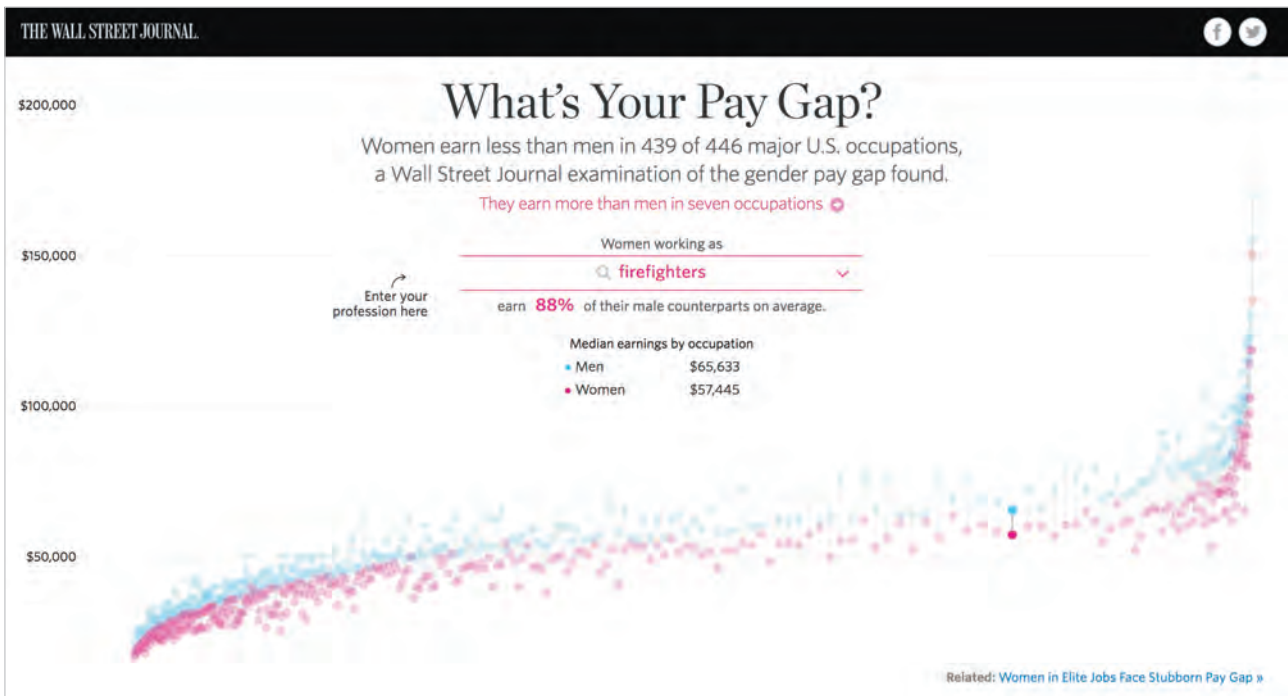 THE WALL STREET JOURNAL.
What's Your Pay Gap?
Women earn less than men in 439 of 446 major U.S. occupations,
a Wall Street Journal examination of the gender pay gap found.
They earn more than men in seven occupations
Women working as
firefighters
Enter your
profession here
earn 88% of their male counterparts on average.
Median earnings by occupation
Men $65,633
Women $57,445
$200,000
$150,000
$100,000
$50,000
Related: Women in Elite Jobs Face Stubborn Pay Gap »